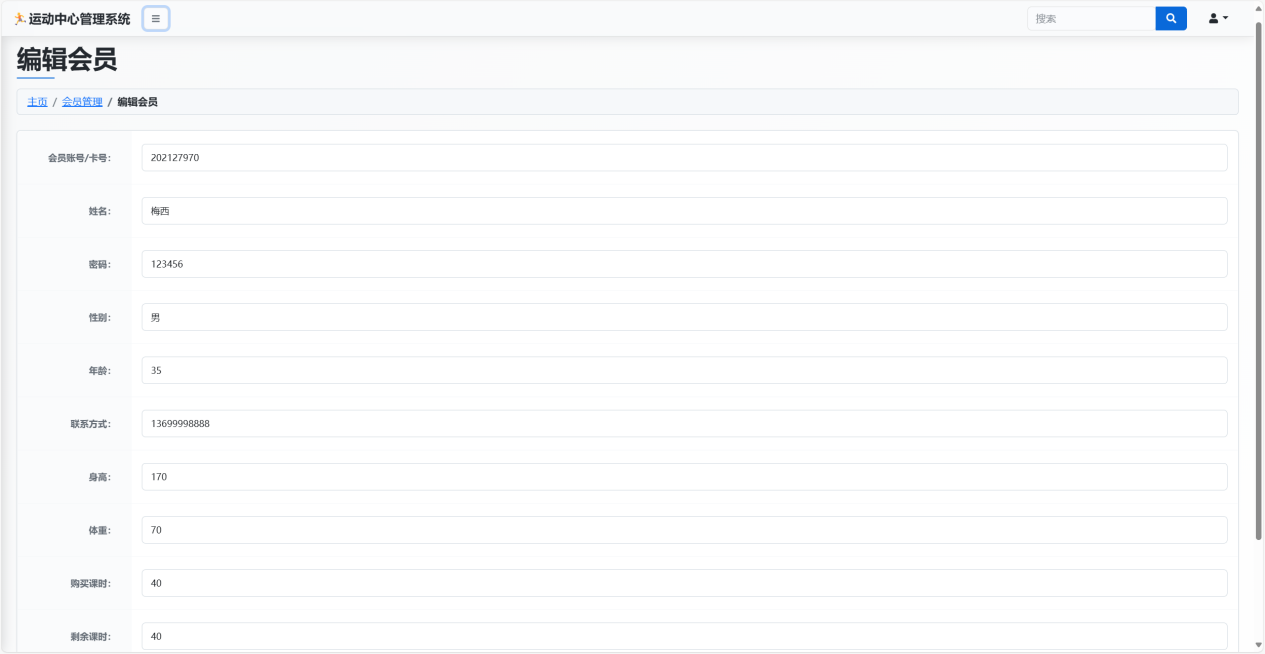 运动中心管理系统
搜索
编辑会员
主页 / 会员管理 / 编辑会员
会员账号/卡号: 202127970
姓名: 梅西
密码: 123456
性别: 男
年龄: 35
联系方式: 13699998888
身高: 170
体重: 70
购买课时: 40
剩余课时: 40